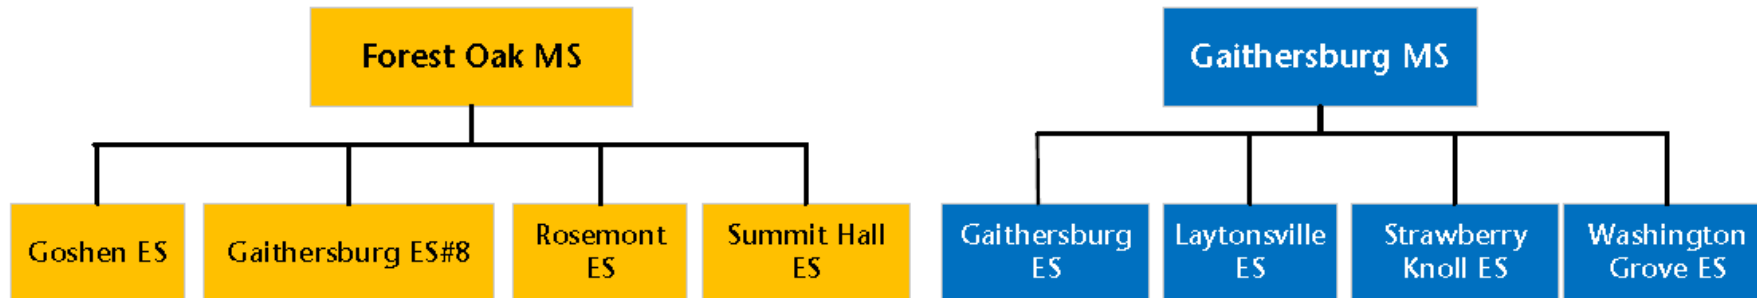 Forest Oak MS
Gaithersburg MS
Goshen ES
Gaithersburg ES#8
Rosemont
ES
Summit Hall
ES
Gaithersburg
ES
Laytonsville
ES
Strawberry
Knoll ES
Washington
Grove ES